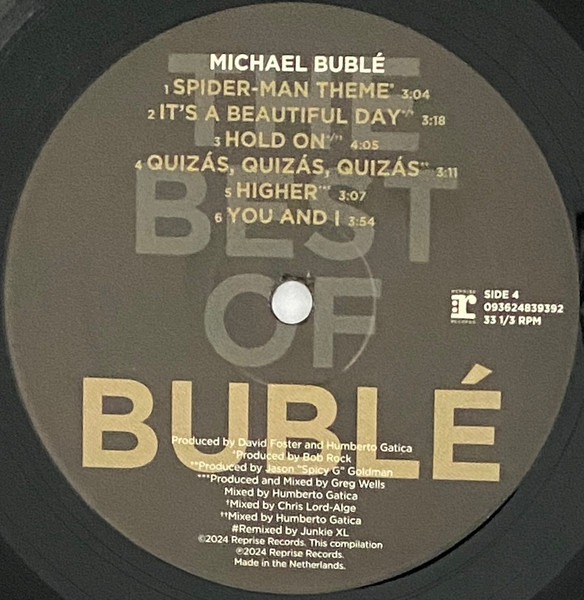 MICHAEL BUBLÉ
1 SPIDER-MAN THEME# 3:04
2 IT'S A BEAUTIFUL DAY*/† 3:18
3 HOLD ON*/†† 4:05
4 QUIZÁS, QUIZÁS, QUIZÁS** 3:11
5 HIGHER*** 3:07
6 YOU AND I 3:54
THE
BEST
OF
BUBLÉ
REPRISE
r:
RECORDS
SIDE 4
093624839392
33 1/3 RPM
Produced by David Foster and Humberto Gatica
*Produced by Bob Rock
**Produced by Jason "Spicy G" Goldman
***Produced and Mixed by Greg Wells
Mixed by Humberto Gatica
†Mixed by Chris Lord-Alge
††Mixed by Humberto Gatica
#Remixed by Junkie XL
©2024 Reprise Records. This compilation
℗2024 Reprise Records.
Made in the Netherlands.